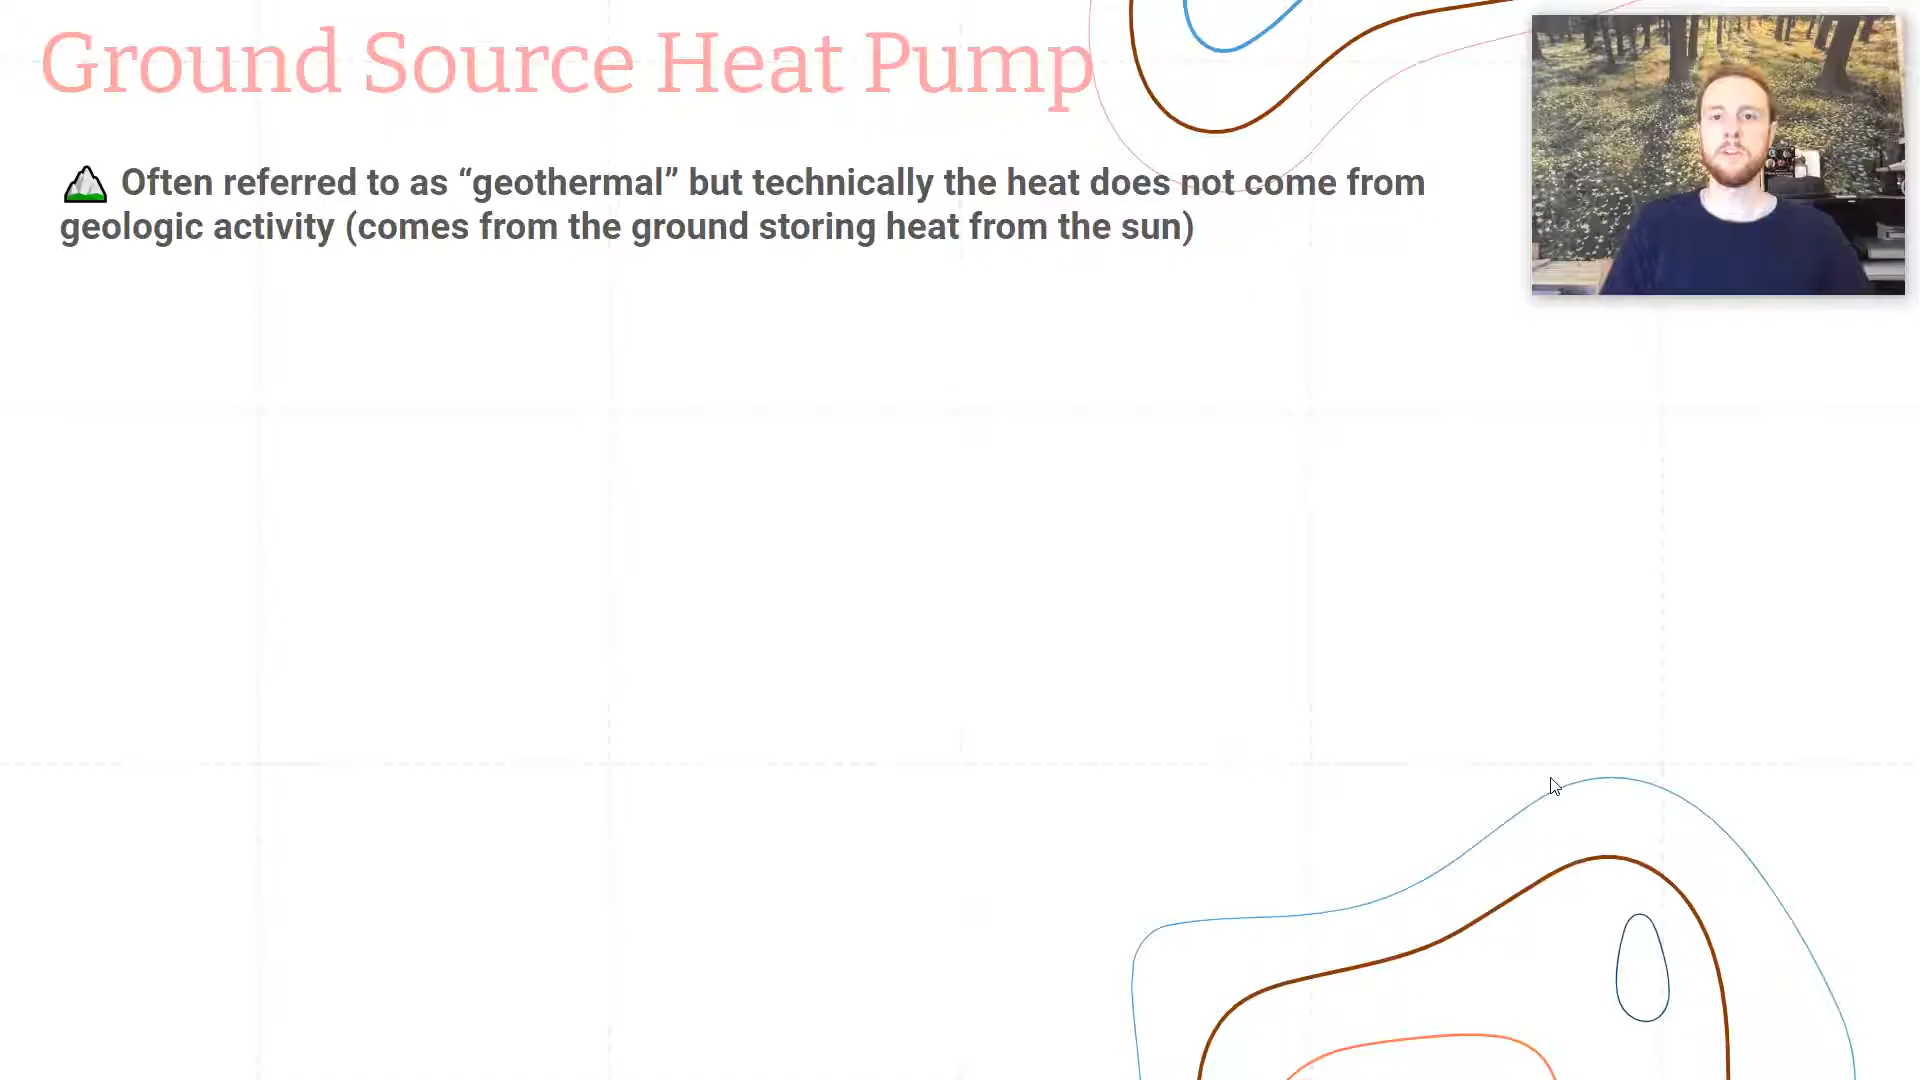 Ground Source Heat Pump
Often referred to as “geothermal” but technically the heat does not come from
geologic activity (comes from the ground storing heat from the sun)